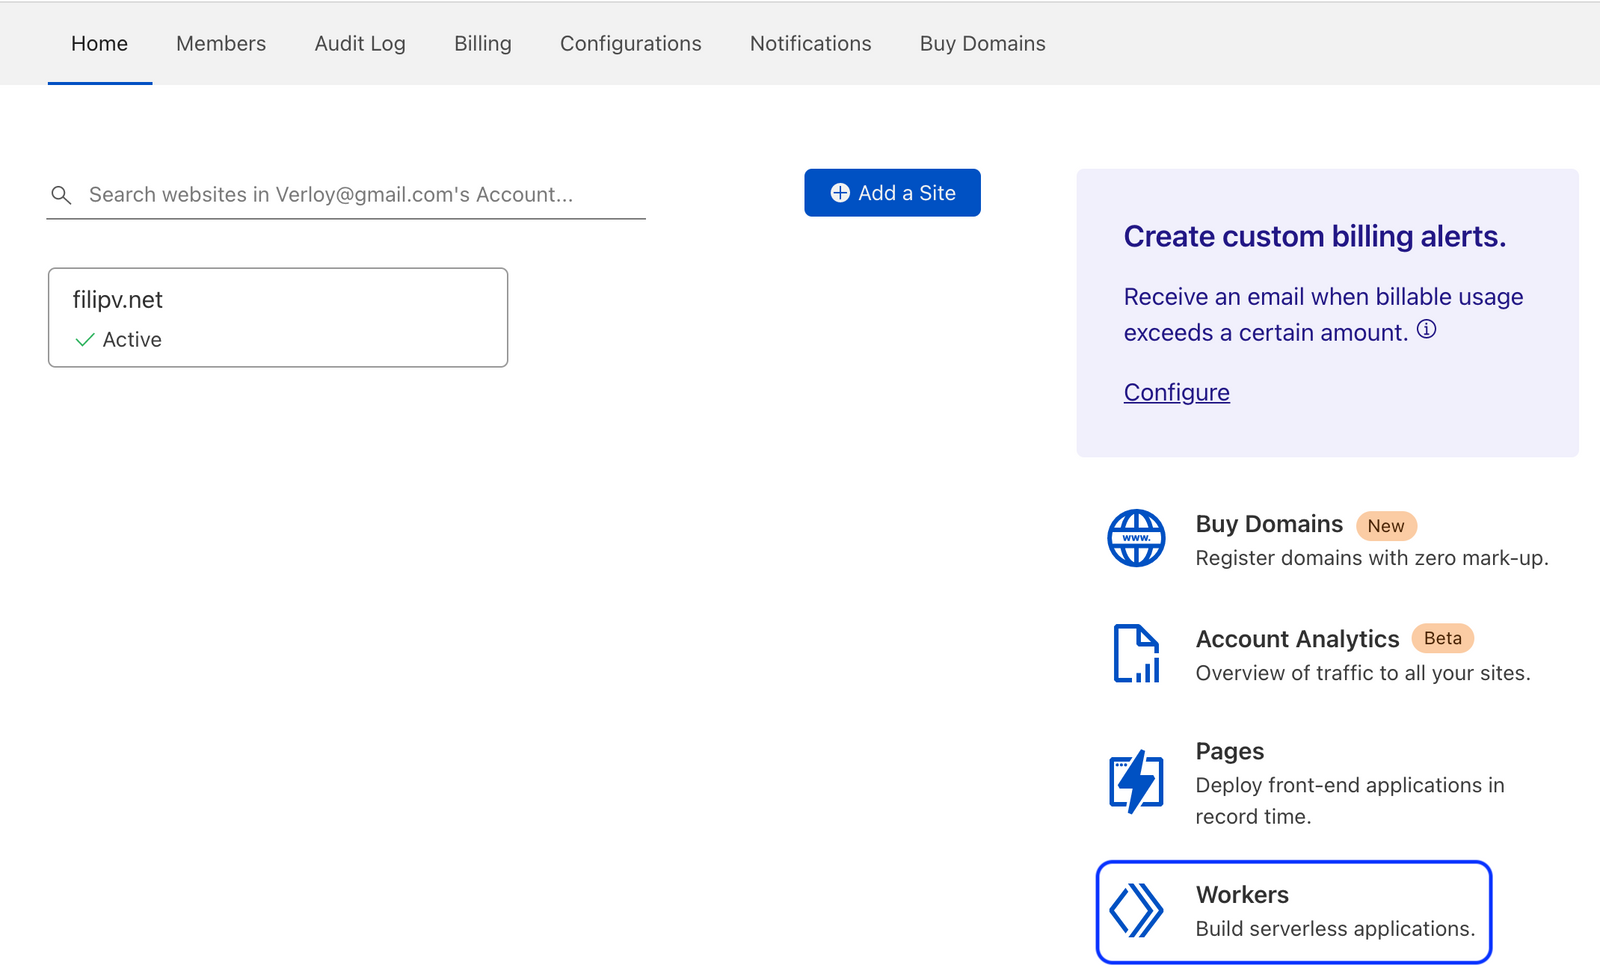 Home Members Audit Log Billing Configurations Notifications Buy Domains
Search websites in Verloy@gmail.com's Account...
Add a Site
filipv.net
Active
Create custom billing alerts.
Receive an email when billable usage
exceeds a certain amount.
Configure
www.
Buy Domains New
Register domains with zero mark-up.
Account Analytics Beta
Overview of traffic to all your sites.
Pages
Deploy front-end applications in
record time.
Workers
Build serverless applications.